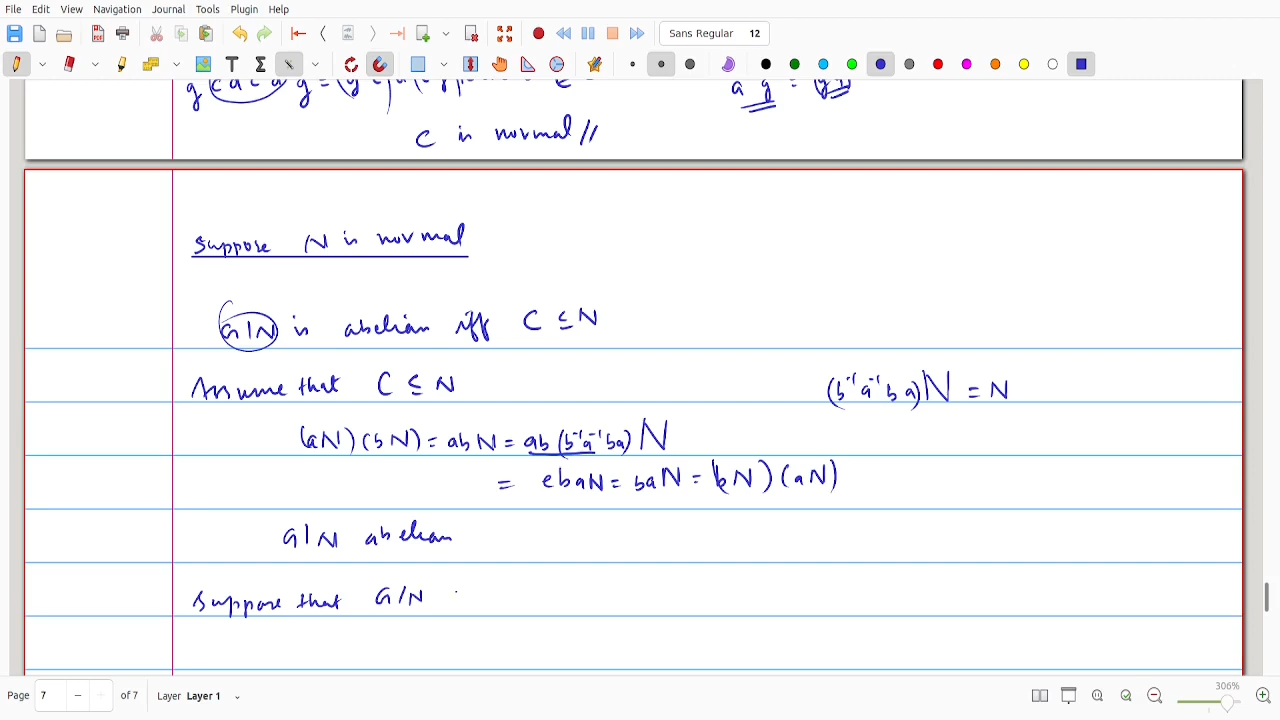 File Edit View Navigation Journal Tools Plugin Help
Sans Regular 12
C is normal //
Suppose N is normal
G/N is abelian iff C ≤ N
Assume that C ≤ N
(b⁻¹a⁻¹ba)N = N
(aN)(bN) = abN = ab(b⁻¹a⁻¹ba)N
= ebaN = baN = (bN)(aN)
G/N abelian
Suppose that G/N
Page 7 of 7 Layer Layer 1 306%